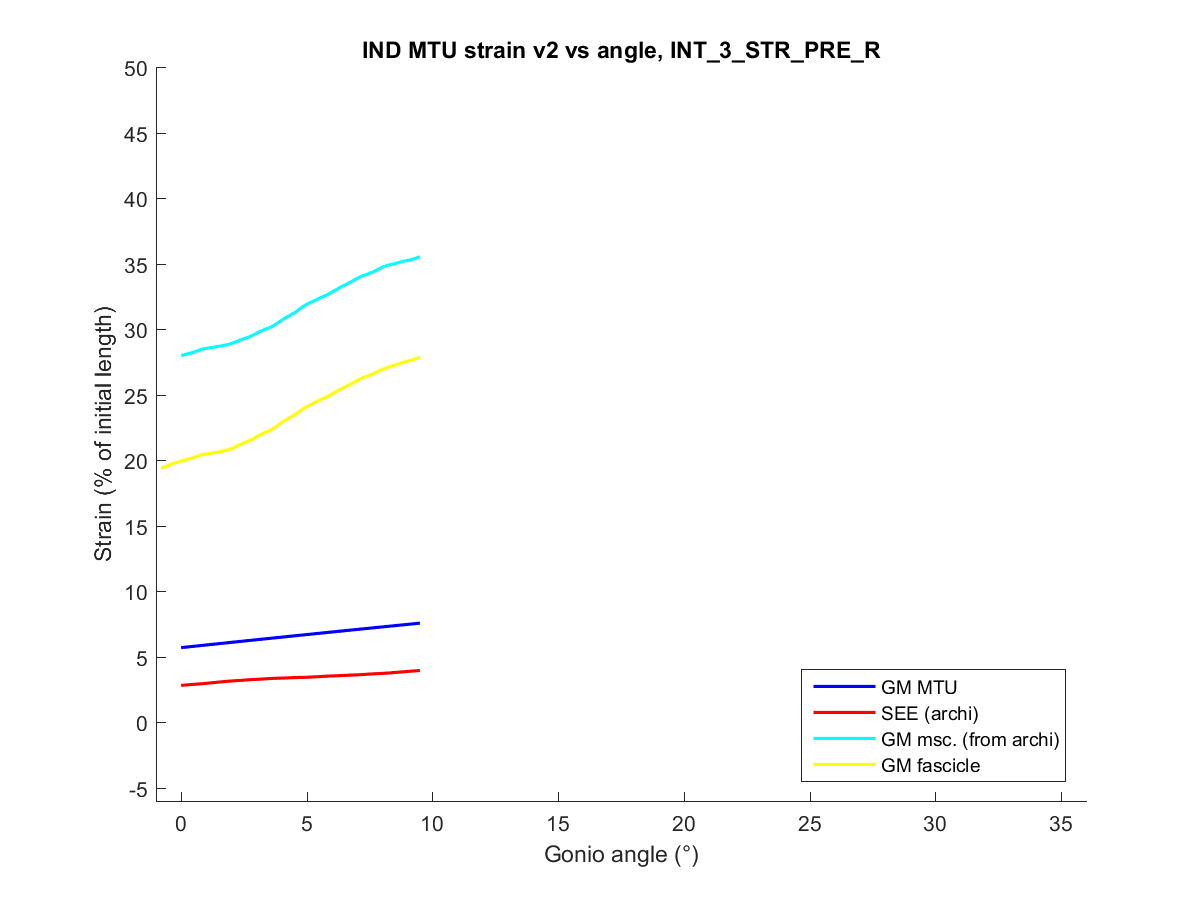 IND MTU strain v2 vs angle, INT_3_STR_PRE_R
50
45
40
35
30
25
20
15
10
5
0
-5
Strain (% of initial length)
0 5 10 15 20 25 30 35
Gonio angle (°)
GM MTU
SEE (archi)
GM msc. (from archi)
GM fascicle